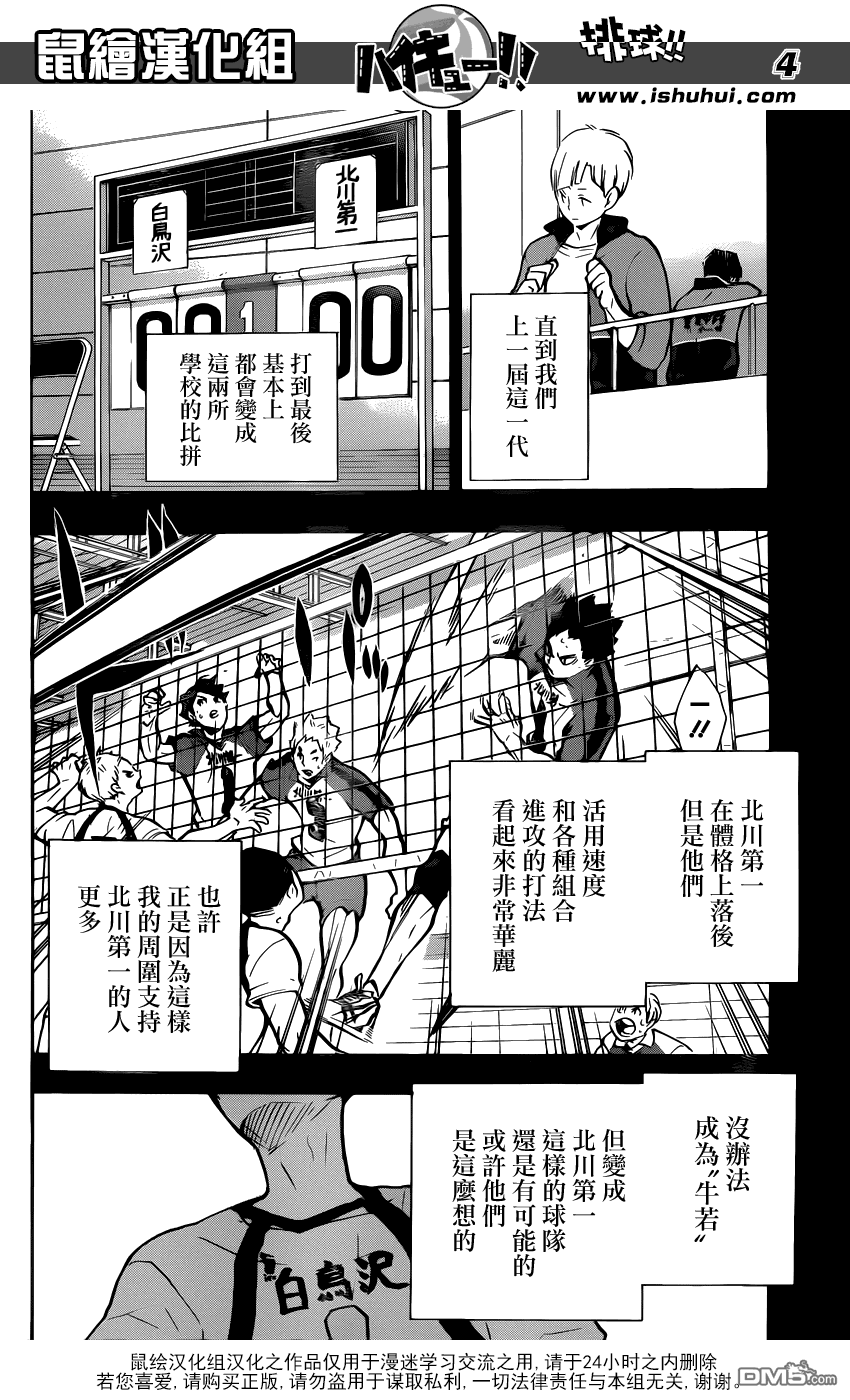 鼠繪漢化組
ハイキュー!!
排球!!
4
www.ishuhui.com
直到我們
上一屆這一代
北川第一
白鳥沢
00
1
00
打到最後
基本上
都會變成
這兩所
學校的比拼
一!!
北川第一
在體格上落後
但是他們
活用速度
和各種組合
進攻的打法
看起來非常華麗
也許
正是因為這樣
我的周圍支持
北川第一的人
更多
沒辦法
成為〝牛若〞
但變成
北川第一
這樣的球隊
還是有可能的
或許他們
是這麼想的
白鳥沢
鼠绘汉化组汉化之作品仅用于漫迷学习交流之用, 请于24小时之内删除
若您喜爱, 请购买正版, 请勿盗用于谋取私利, 一切法律责任与本组无关, 谢谢。
DM5.com